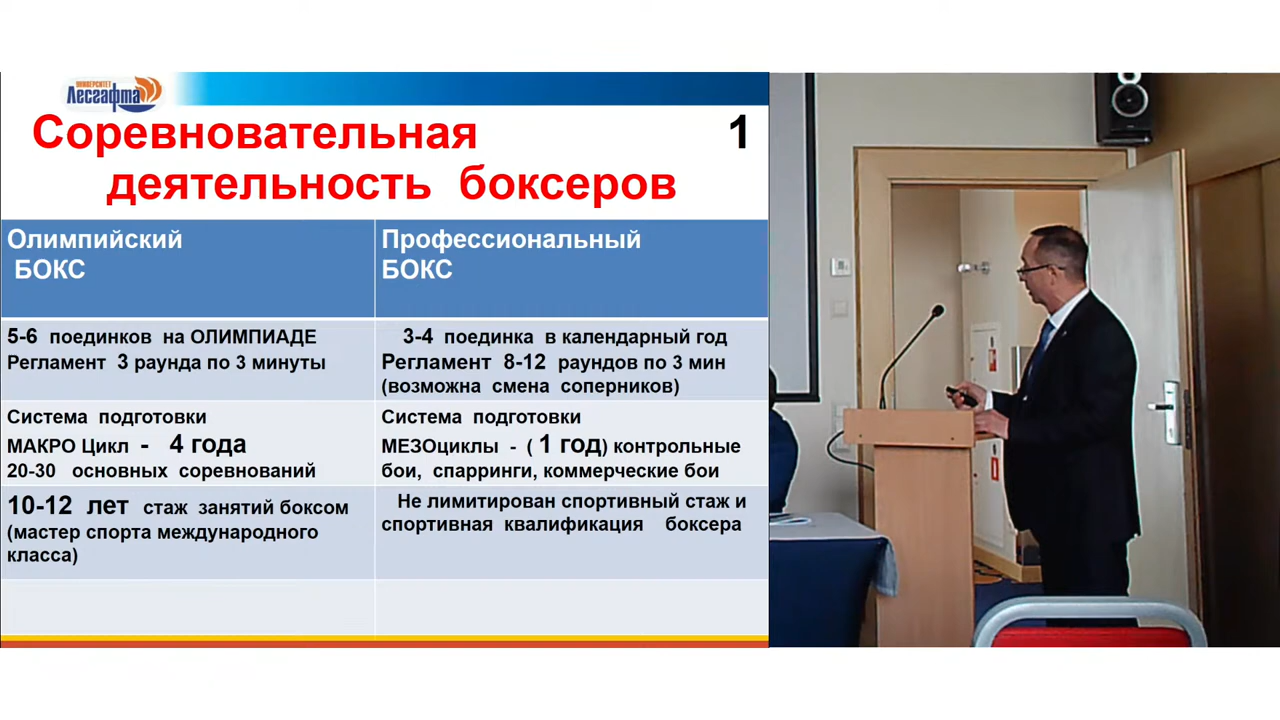 УНИВЕРСИТЕТ
Лесгафта
Соревновательная 1
деятельность боксеров
Олимпийский
БОКС
Профессиональный
БОКС
5-6 поединков на ОЛИМПИАДЕ
Регламент 3 раунда по 3 минуты
3-4 поединка в календарный год
Регламент 8-12 раундов по 3 мин
(возможна смена соперников)
Система подготовки
МАКРО Цикл - 4 года
20-30 основных соревнований
Система подготовки
МЕЗОциклы - ( 1 год) контрольные
бои, спарринги, коммерческие бои
10-12 лет стаж занятий боксом
(мастер спорта международного
класса)
Не лимитирован спортивный стаж и
спортивная квалификация боксера